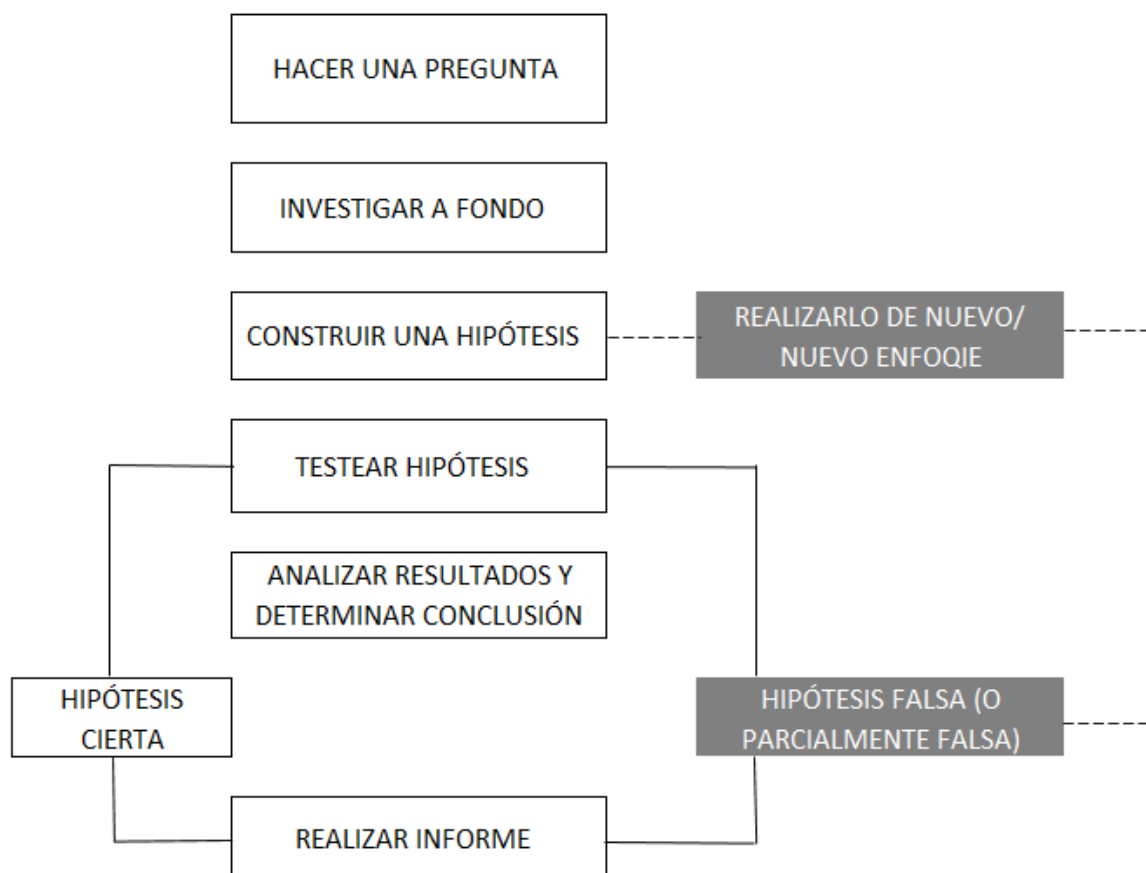 HACER UNA PREGUNTA
INVESTIGAR A FONDO
CONSTRUIR UNA HIPÓTESIS
REALIZARLO DE NUEVO/
NUEVO ENFOQIE
TESTEAR HIPÓTESIS
ANALIZAR RESULTADOS Y
DETERMINAR CONCLUSIÓN
HIPÓTESIS
CIERTA
HIPÓTESIS FALSA (O
PARCIALMENTE FALSA)
REALIZAR INFORME